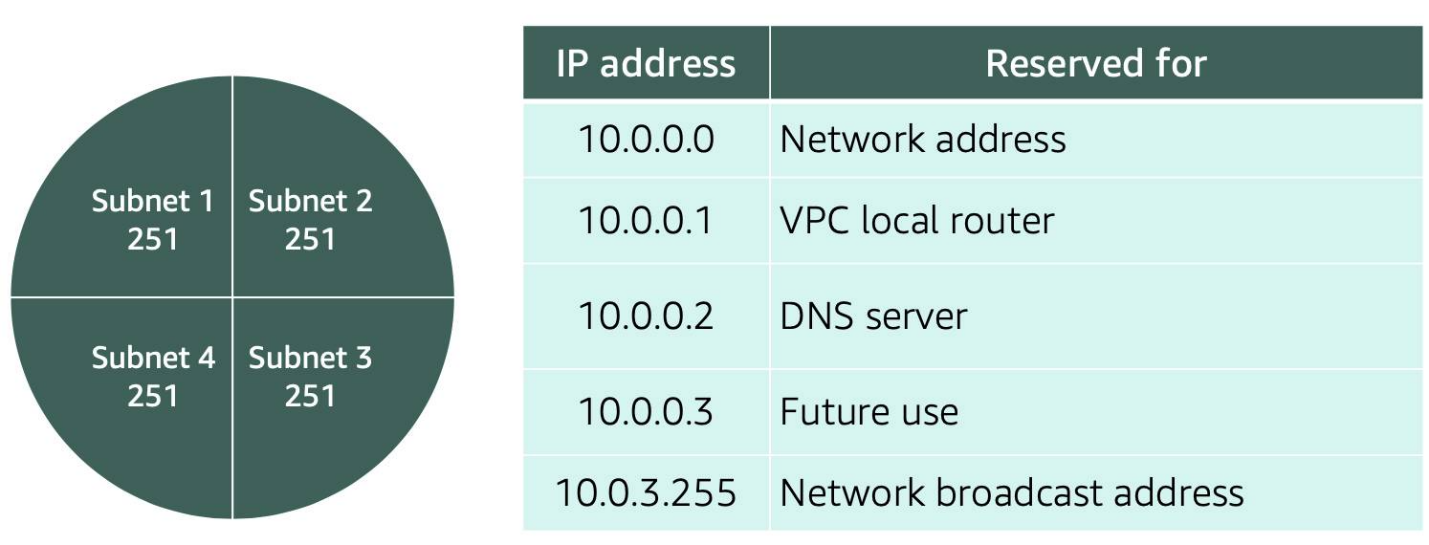 Subnet 1
251
Subnet 2
251
Subnet 4
251
Subnet 3
251
IP address Reserved for
10.0.0.0 Network address
10.0.0.1 VPC local router
10.0.0.2 DNS server
10.0.0.3 Future use
10.0.3.255 Network broadcast address